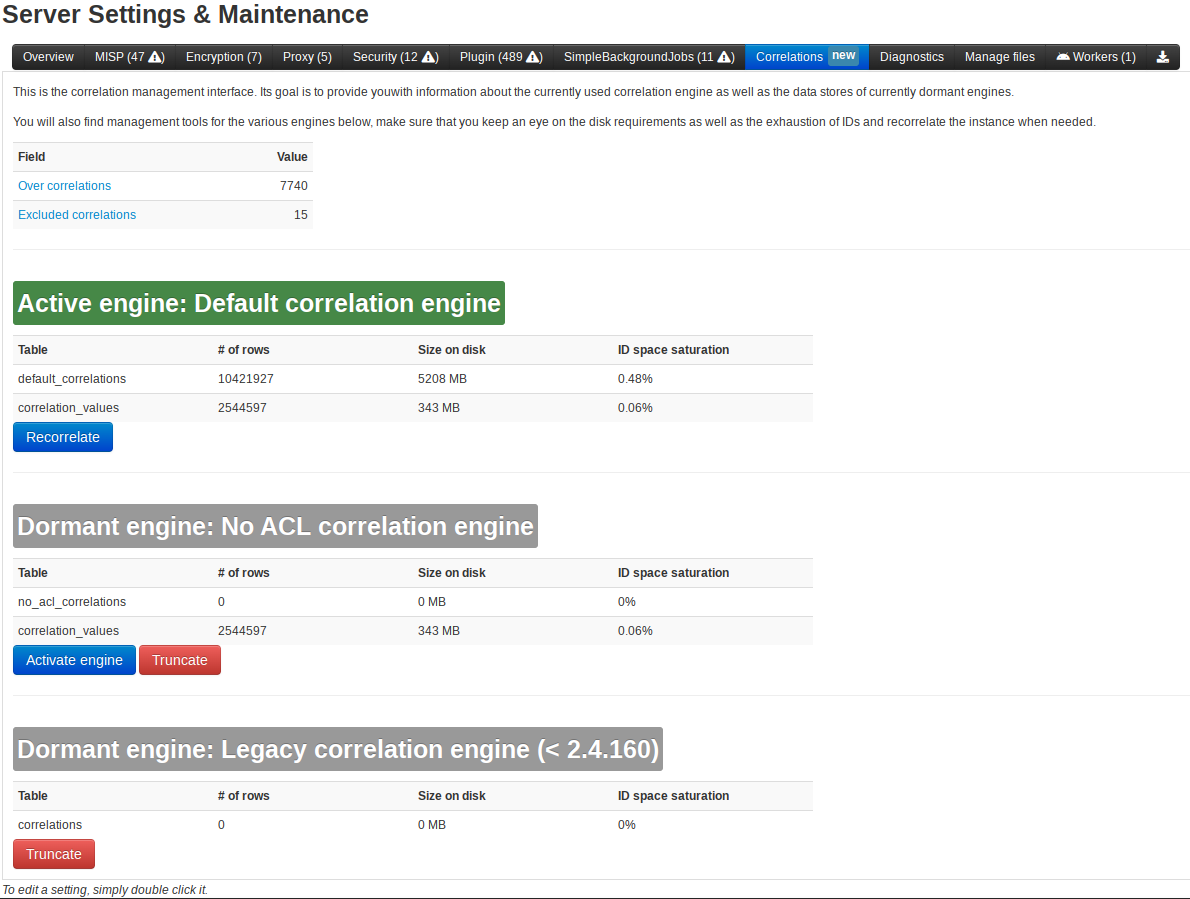 Server Settings & Maintenance
Overview MISP (47 ) Encryption (7) Proxy (5) Security (12 ) Plugin (489 ) SimpleBackgroundJobs (11 ) Correlations new Diagnostics Manage files Workers (1)
This is the correlation management interface. Its goal is to provide youwith information about the currently used correlation engine as well as the data stores of currently dormant engines.
You will also find management tools for the various engines below, make sure that you keep an eye on the disk requirements as well as the exhaustion of IDs and recorrelate the instance when needed.
Field Value
Over correlations 7740
Excluded correlations 15
Active engine: Default correlation engine
Table # of rows Size on disk ID space saturation
default_correlations 10421927 5208 MB 0.48%
correlation_values 2544597 343 MB 0.06%
Recorrelate
Dormant engine: No ACL correlation engine
Table # of rows Size on disk ID space saturation
no_acl_correlations 0 0 MB 0%
correlation_values 2544597 343 MB 0.06%
Activate engine Truncate
Dormant engine: Legacy correlation engine (< 2.4.160)
Table # of rows Size on disk ID space saturation
correlations 0 0 MB 0%
Truncate
To edit a setting, simply double click it.